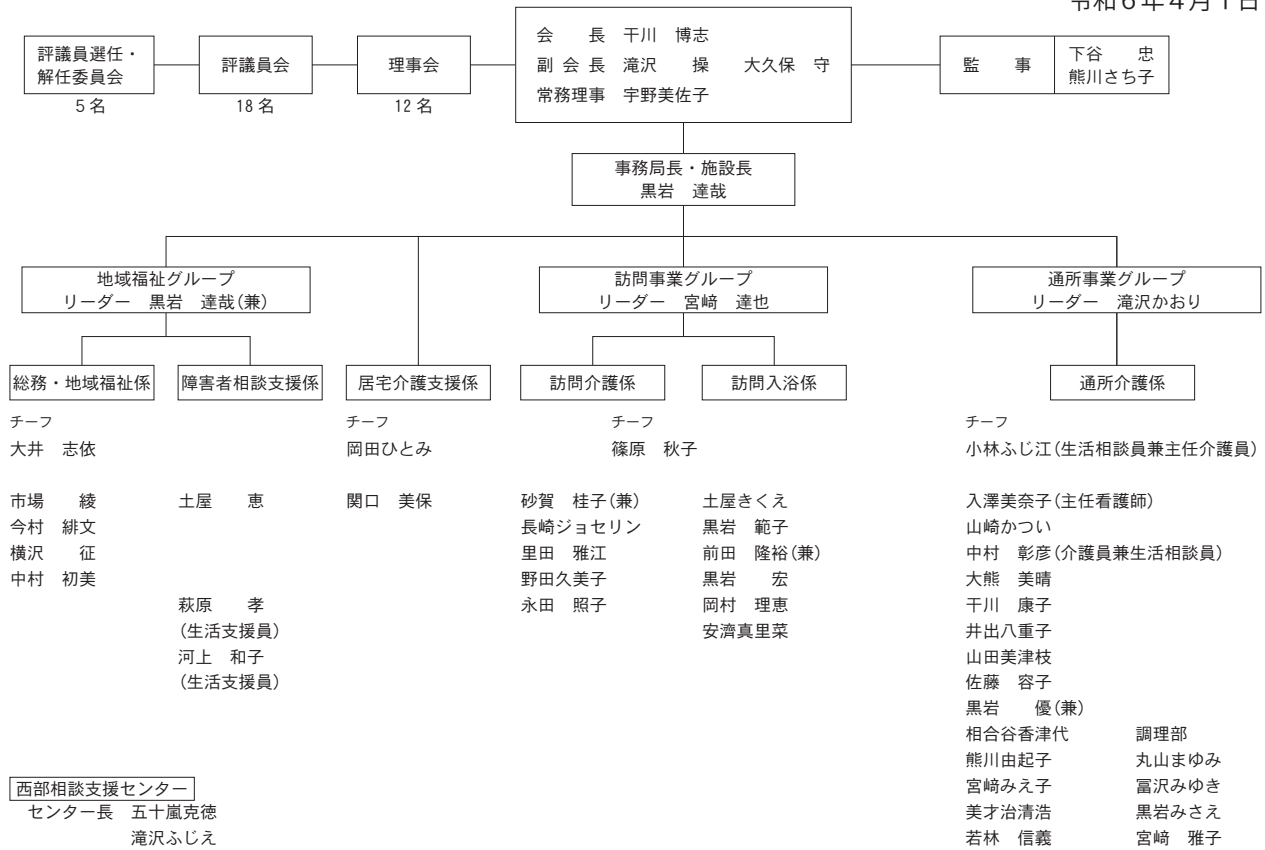 令和６年４月１日
評議員選任・
解任委員会
5名
評議員会
18名
理事会
12名
会　　長　干川　博志
副 会 長　滝沢　　操　　大久保　守
常務理事　宇野美佐子
監　　事
下谷　　忠
熊川さち子
事務局長・施設長
黒岩　達哉
地域福祉グループ
リーダー　黒岩　達哉(兼)
訪問事業グループ
リーダー　宮﨑　達也
通所事業グループ
リーダー　滝沢かおり
総務・地域福祉係
チーフ
大井　志依
市場　　綾
今村　緋文
横沢　　征
中村　初美
障害者相談支援係
土屋　　恵
萩原　　孝
(生活支援員)
河上　和子
(生活支援員)
居宅介護支援係
チーフ
岡田ひとみ
関口　美保
訪問介護係
訪問入浴係
チーフ
篠原　秋子
砂賀　桂子(兼)
長崎ジョセリン
里田　雅江
野田久美子
永田　照子
土屋きくえ
黒岩　範子
前田　隆裕(兼)
黒岩　　宏
岡村　理恵
安濟真里菜
通所介護係
チーフ
小林ふじ江(生活相談員兼主任介護員)
入澤美奈子(主任看護師)
山崎かつい
中村　彰彦(介護員兼生活相談員)
大熊　美晴
干川　康子
井出八重子
山田美津枝
佐藤　容子
黒岩　　優(兼)
相合谷香津代
熊川由起子
宮﨑みえ子
美才治清浩
若林　信義
調理部
丸山まゆみ
冨沢みゆき
黒岩みさえ
宮﨑　雅子
西部相談支援センター
センター長　五十嵐克徳
滝沢ふじえ